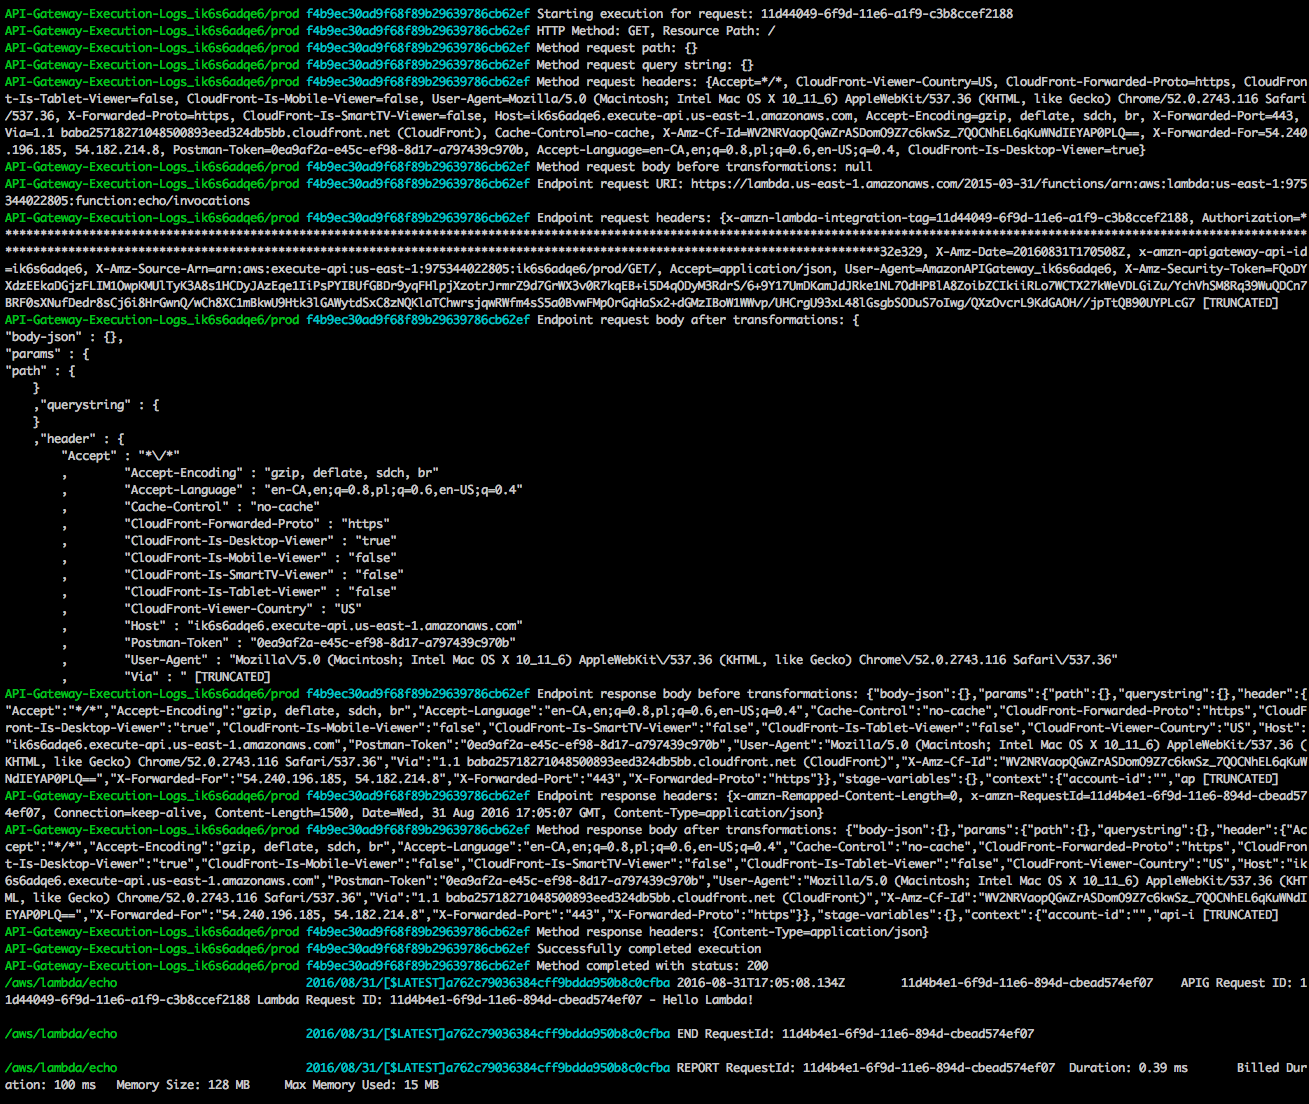 API-Gateway-Execution-Logs_ik6s6adqe6/prod f4b9ec30ad9f68f89b29639786cb62ef Starting execution for request: 11d44049-6f9d-11e6-a1f9-c3b8ccef2188
API-Gateway-Execution-Logs_ik6s6adqe6/prod f4b9ec30ad9f68f89b29639786cb62ef HTTP Method: GET, Resource Path: /
API-Gateway-Execution-Logs_ik6s6adqe6/prod f4b9ec30ad9f68f89b29639786cb62ef Method request path: {}
API-Gateway-Execution-Logs_ik6s6adqe6/prod f4b9ec30ad9f68f89b29639786cb62ef Method request query string: {}
API-Gateway-Execution-Logs_ik6s6adqe6/prod f4b9ec30ad9f68f89b29639786cb62ef Method request headers: {Accept=*/*, CloudFront-Viewer-Country=US, CloudFront-Forwarded-Proto=https, CloudFron
t-Is-Tablet-Viewer=false, CloudFront-Is-Mobile-Viewer=false, User-Agent=Mozilla/5.0 (Macintosh; Intel Mac OS X 10_11_6) AppleWebKit/537.36 (KHTML, like Gecko) Chrome/52.0.2743.116 Safari
/537.36, X-Forwarded-Proto=https, CloudFront-Is-SmartTV-Viewer=false, Host=ik6s6adqe6.execute-api.us-east-1.amazonaws.com, Accept-Encoding=gzip, deflate, sdch, br, X-Forwarded-Port=443,
Via=1.1 baba25718271048500893eed324db5bb.cloudfront.net (CloudFront), Cache-Control=no-cache, X-Amz-Cf-Id=WV2NRVaopQGwZrASDomO9Z7c6kwSz_7QOCNhEL6qKuWNdIEYAP0PLQ==, X-Forwarded-For=54.240
.196.185, 54.182.214.8, Postman-Token=0ea9af2a-e45c-ef98-8d17-a797439c970b, Accept-Language=en-CA,en;q=0.8,pl;q=0.6,en-US;q=0.4, CloudFront-Is-Desktop-Viewer=true}
API-Gateway-Execution-Logs_ik6s6adqe6/prod f4b9ec30ad9f68f89b29639786cb62ef Method request body before transformations: null
API-Gateway-Execution-Logs_ik6s6adqe6/prod f4b9ec30ad9f68f89b29639786cb62ef Endpoint request URI: https://lambda.us-east-1.amazonaws.com/2015-03-31/functions/arn:aws:lambda:us-east-1:975
344022805:function:echo/invocations
API-Gateway-Execution-Logs_ik6s6adqe6/prod f4b9ec30ad9f68f89b29639786cb62ef Endpoint request headers: {x-amzn-lambda-integration-tag=11d44049-6f9d-11e6-a1f9-c3b8ccef2188, Authorization=*
******************************************************************************************************************************************************************************************
*****************************************************************************************************************************32e329, X-Amz-Date=20160831T170508Z, x-amzn-apigateway-api-id
=ik6s6adqe6, X-Amz-Source-Arn=arn:aws:execute-api:us-east-1:975344022805:ik6s6adqe6/prod/GET/, Accept=application/json, User-Agent=AmazonAPIGateway_ik6s6adqe6, X-Amz-Security-Token=FQoDY
XdzEEkaDGjzFLIM1OwpKMUlTyK3A8s1HCDyJAzEqe1IiPsPYIBUfGBDr9yqFHlpjXzotrJrmrZ9d7GrWX3v0R7kqEB+i5D4qODyM3RdrS/6+9Y17UmDKamJdJRke1NL7OdHPBlA8ZoibZCIkiiRLo7WCTX27kWeVDLGiZu/YchVhSM8Rq39WuQDCn7
BRF0sXNufDedr8sCj6i8HrGwnQ/wCh8XC1mBkwU9Htk3lGAWytdSxC8zNQKlaTChwrsjqwRWfm4sS5a0BvwFMpOrGqHaSx2+dGMzIBoW1WWvp/UHCrgU93xL48lGsgbSODuS7oIwg/QXzOvcrL9KdGAOH//jpTtQB90UYPLcG7 [TRUNCATED]
API-Gateway-Execution-Logs_ik6s6adqe6/prod f4b9ec30ad9f68f89b29639786cb62ef Endpoint request body after transformations: {
"body-json" : {},
"params" : {
"path" : {
}
,"querystring" : {
}
,"header" : {
"Accept" : "*\/*"
, "Accept-Encoding" : "gzip, deflate, sdch, br"
, "Accept-Language" : "en-CA,en;q=0.8,pl;q=0.6,en-US;q=0.4"
, "Cache-Control" : "no-cache"
, "CloudFront-Forwarded-Proto" : "https"
, "CloudFront-Is-Desktop-Viewer" : "true"
, "CloudFront-Is-Mobile-Viewer" : "false"
, "CloudFront-Is-SmartTV-Viewer" : "false"
, "CloudFront-Is-Tablet-Viewer" : "false"
, "CloudFront-Viewer-Country" : "US"
, "Host" : "ik6s6adqe6.execute-api.us-east-1.amazonaws.com"
, "Postman-Token" : "0ea9af2a-e45c-ef98-8d17-a797439c970b"
, "User-Agent" : "Mozilla\/5.0 (Macintosh; Intel Mac OS X 10_11_6) AppleWebKit\/537.36 (KHTML, like Gecko) Chrome\/52.0.2743.116 Safari\/537.36"
, "Via" : " [TRUNCATED]
API-Gateway-Execution-Logs_ik6s6adqe6/prod f4b9ec30ad9f68f89b29639786cb62ef Endpoint response body before transformations: {"body-json":{},"params":{"path":{},"querystring":{},"header":{
"Accept":"*/*","Accept-Encoding":"gzip, deflate, sdch, br","Accept-Language":"en-CA,en;q=0.8,pl;q=0.6,en-US;q=0.4","Cache-Control":"no-cache","CloudFront-Forwarded-Proto":"https","CloudF
ront-Is-Desktop-Viewer":"true","CloudFront-Is-Mobile-Viewer":"false","CloudFront-Is-SmartTV-Viewer":"false","CloudFront-Is-Tablet-Viewer":"false","CloudFront-Viewer-Country":"US","Host":
"ik6s6adqe6.execute-api.us-east-1.amazonaws.com","Postman-Token":"0ea9af2a-e45c-ef98-8d17-a797439c970b","User-Agent":"Mozilla/5.0 (Macintosh; Intel Mac OS X 10_11_6) AppleWebKit/537.36 (
KHTML, like Gecko) Chrome/52.0.2743.116 Safari/537.36","Via":"1.1 baba25718271048500893eed324db5bb.cloudfront.net (CloudFront)","X-Amz-Cf-Id":"WV2NRVaopQGwZrASDomO9Z7c6kwSz_7QOCNhEL6qKuW
NdIEYAP0PLQ==","X-Forwarded-For":"54.240.196.185, 54.182.214.8","X-Forwarded-Port":"443","X-Forwarded-Proto":"https"}},"stage-variables":{},"context":{"account-id":"","ap [TRUNCATED]
API-Gateway-Execution-Logs_ik6s6adqe6/prod f4b9ec30ad9f68f89b29639786cb62ef Endpoint response headers: {x-amzn-Remapped-Content-Length=0, x-amzn-RequestId=11d4b4e1-6f9d-11e6-894d-cbead57
4ef07, Connection=keep-alive, Content-Length=1500, Date=Wed, 31 Aug 2016 17:05:07 GMT, Content-Type=application/json}
API-Gateway-Execution-Logs_ik6s6adqe6/prod f4b9ec30ad9f68f89b29639786cb62ef Method response body after transformations: {"body-json":{},"params":{"path":{},"querystring":{},"header":{"Ac
cept":"*/*","Accept-Encoding":"gzip, deflate, sdch, br","Accept-Language":"en-CA,en;q=0.8,pl;q=0.6,en-US;q=0.4","Cache-Control":"no-cache","CloudFront-Forwarded-Proto":"https","CloudFron
t-Is-Desktop-Viewer":"true","CloudFront-Is-Mobile-Viewer":"false","CloudFront-Is-SmartTV-Viewer":"false","CloudFront-Is-Tablet-Viewer":"false","CloudFront-Viewer-Country":"US","Host":"ik
6s6adqe6.execute-api.us-east-1.amazonaws.com","Postman-Token":"0ea9af2a-e45c-ef98-8d17-a797439c970b","User-Agent":"Mozilla/5.0 (Macintosh; Intel Mac OS X 10_11_6) AppleWebKit/537.36 (KHT
ML, like Gecko) Chrome/52.0.2743.116 Safari/537.36","Via":"1.1 baba25718271048500893eed324db5bb.cloudfront.net (CloudFront)","X-Amz-Cf-Id":"WV2NRVaopQGwZrASDomO9Z7c6kwSz_7QOCNhEL6qKuWNdI
EYAP0PLQ==","X-Forwarded-For":"54.240.196.185, 54.182.214.8","X-Forwarded-Port":"443","X-Forwarded-Proto":"https"}},"stage-variables":{},"context":{"account-id":"","api-i [TRUNCATED]
API-Gateway-Execution-Logs_ik6s6adqe6/prod f4b9ec30ad9f68f89b29639786cb62ef Method response headers: {Content-Type=application/json}
API-Gateway-Execution-Logs_ik6s6adqe6/prod f4b9ec30ad9f68f89b29639786cb62ef Successfully completed execution
API-Gateway-Execution-Logs_ik6s6adqe6/prod f4b9ec30ad9f68f89b29639786cb62ef Method completed with status: 200
/aws/lambda/echo 2016/08/31/[$LATEST]a762c79036384cff9bdda950b8c0cfba 2016-08-31T17:05:08.134Z 11d4b4e1-6f9d-11e6-894d-cbead574ef07 APIG Request ID: 1
1d44049-6f9d-11e6-a1f9-c3b8ccef2188 Lambda Request ID: 11d4b4e1-6f9d-11e6-894d-cbead574ef07 - Hello Lambda!
/aws/lambda/echo 2016/08/31/[$LATEST]a762c79036384cff9bdda950b8c0cfba END RequestId: 11d4b4e1-6f9d-11e6-894d-cbead574ef07
/aws/lambda/echo 2016/08/31/[$LATEST]a762c79036384cff9bdda950b8c0cfba REPORT RequestId: 11d4b4e1-6f9d-11e6-894d-cbead574ef07 Duration: 0.39 ms Billed Dur
ation: 100 ms Memory Size: 128 MB Max Memory Used: 15 MB